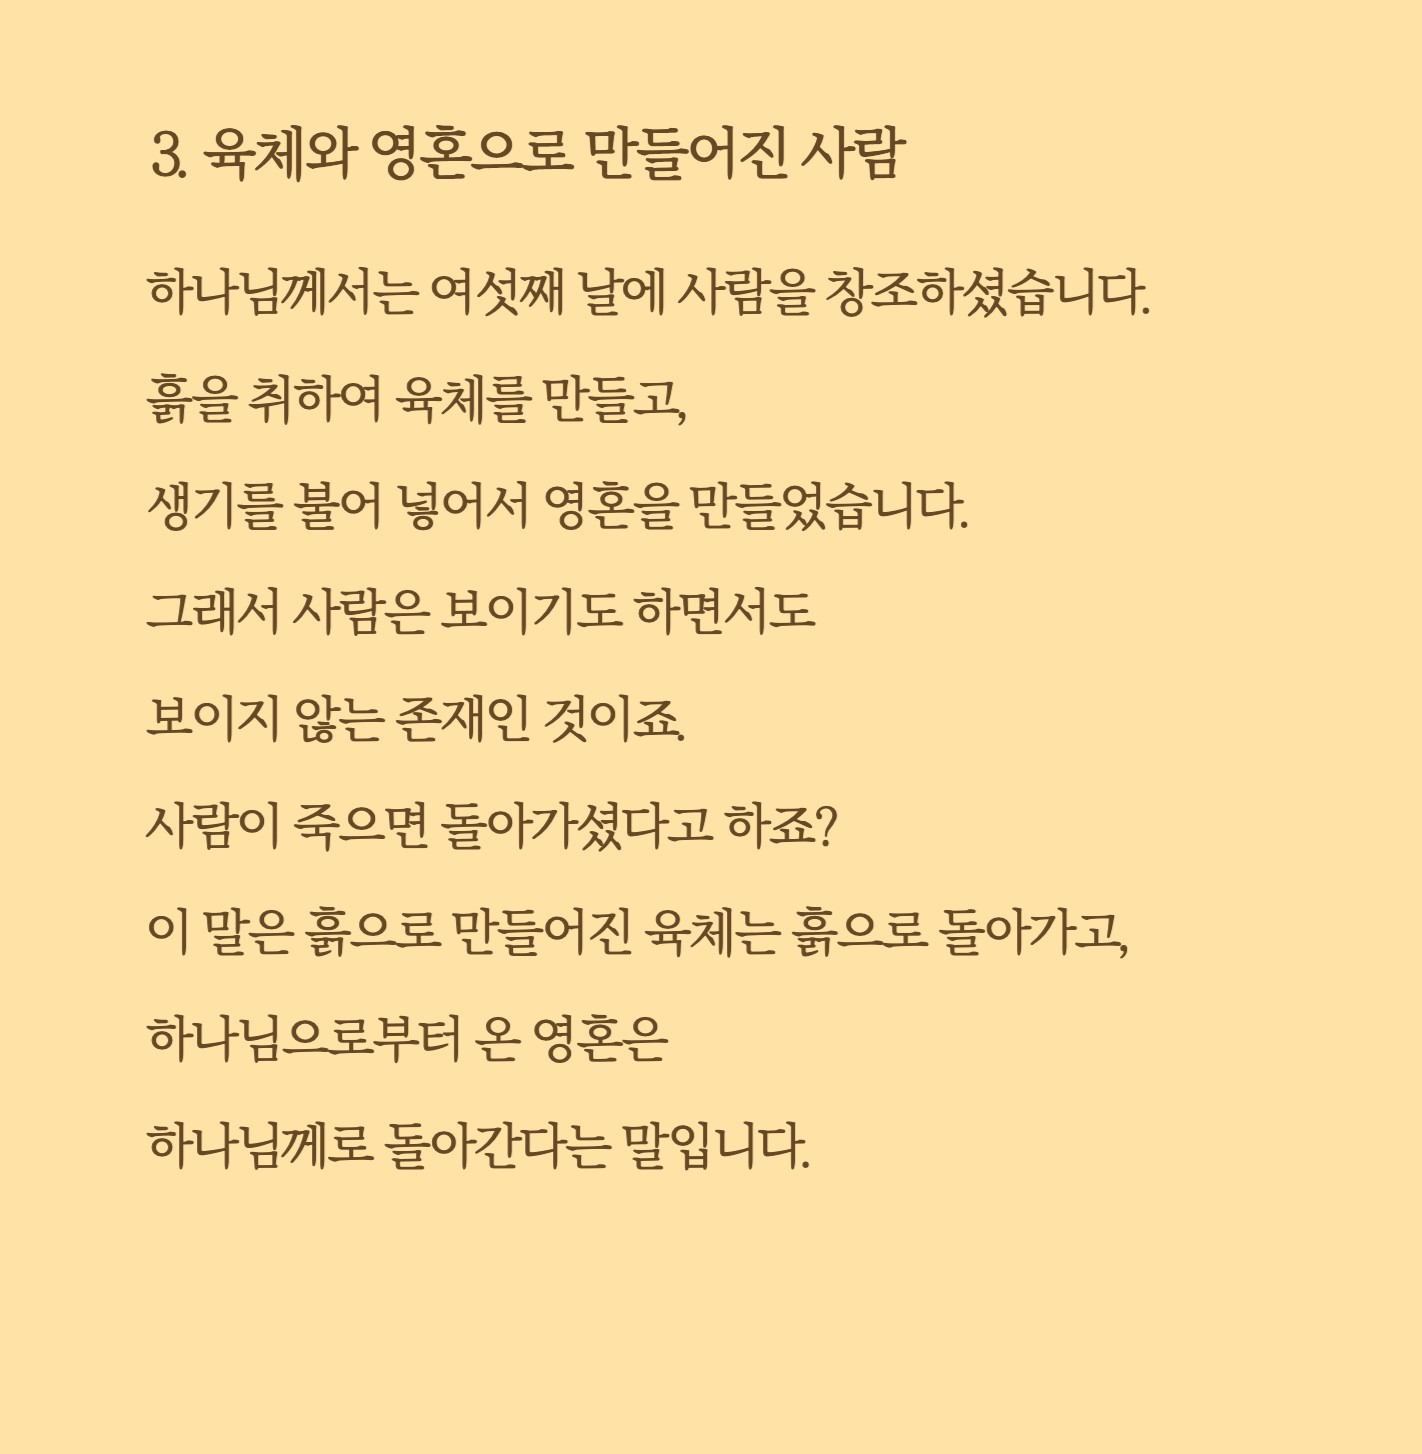 3. 육체와 영혼으로 만들어진 사람
하나님께서는 여섯째 날에 사람을 창조하셨습니다.
흙을 취하여 육체를 만들고,
생기를 불어 넣어서 영혼을 만들었습니다.
그래서 사람은 보이기도 하면서도
보이지 않는 존재인 것이죠.
사람이 죽으면 돌아가셨다고 하죠?
이 말은 흙으로 만들어진 육체는 흙으로 돌아가고,
하나님으로부터 온 영혼은
하나님께로 돌아간다는 말입니다.